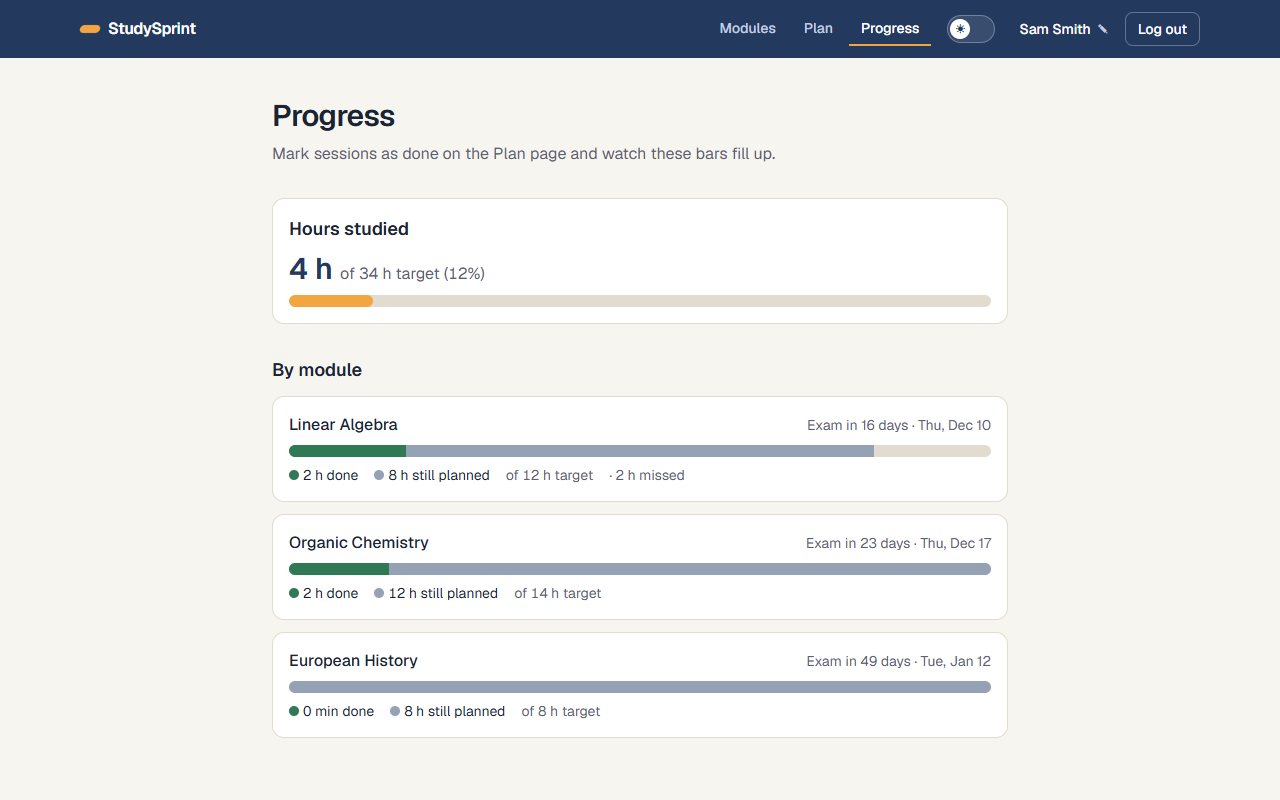 StudySprint
Modules Plan Progress Sam Smith Log out
Progress
Mark sessions as done on the Plan page and watch these bars fill up.
Hours studied
4 h of 34 h target (12%)
By module
Linear Algebra Exam in 16 days · Thu, Dec 10
2 h done 8 h still planned of 12 h target · 2 h missed
Organic Chemistry Exam in 23 days · Thu, Dec 17
2 h done 12 h still planned of 14 h target
European History Exam in 49 days · Tue, Jan 12
0 min done 8 h still planned of 8 h target